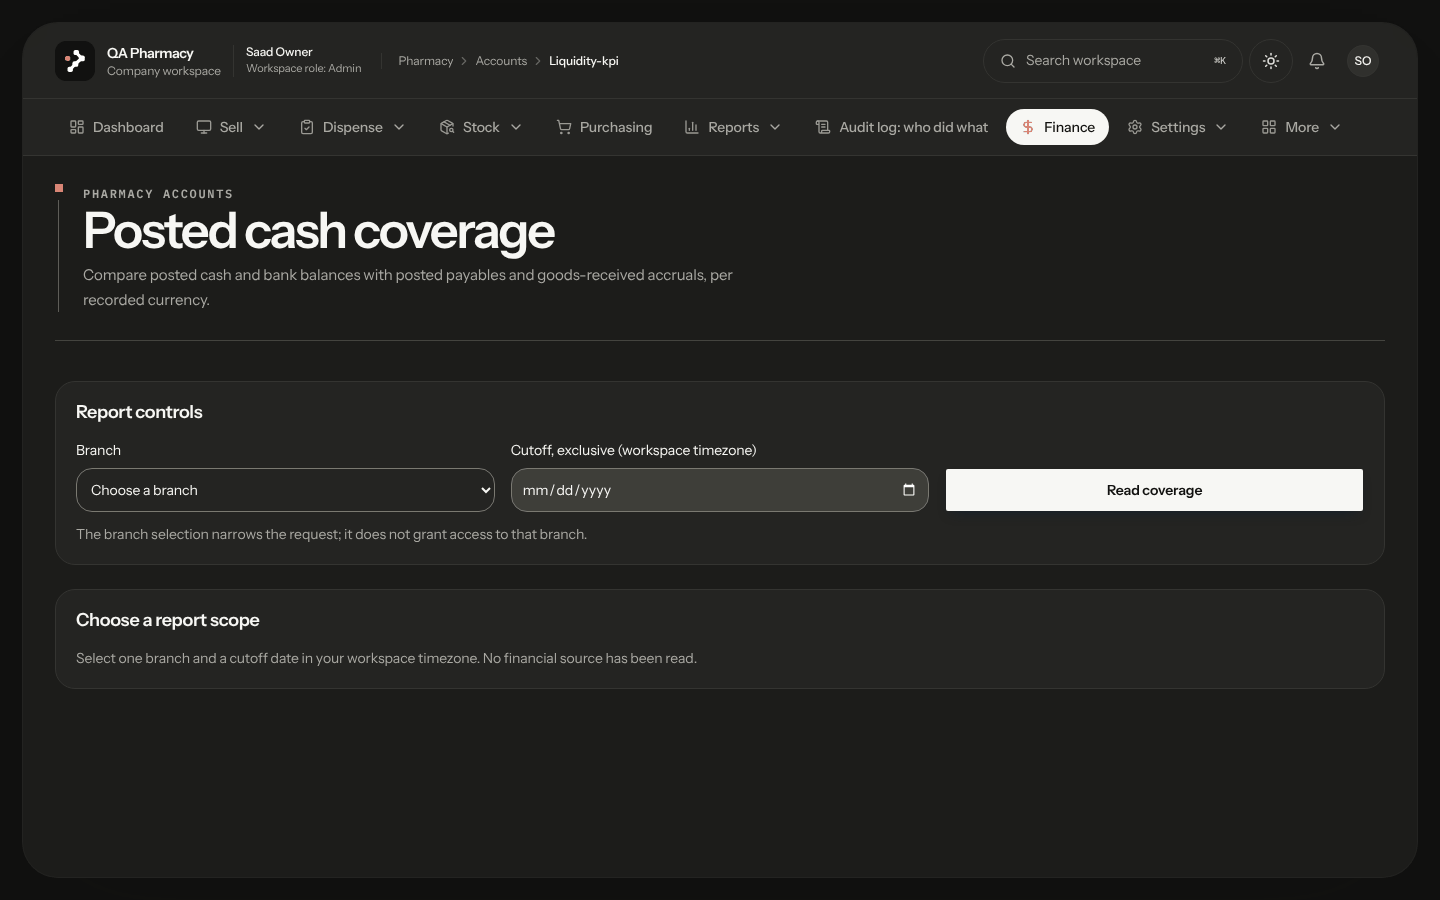 QA Pharmacy
Company workspace
Saad Owner
Workspace role: Admin
Pharmacy > Accounts > Liquidity-kpi
Search workspace ⌘K
SO
Dashboard
Sell
Dispense
Stock
Purchasing
Reports
Audit log: who did what
Finance
Settings
More
PHARMACY ACCOUNTS
Posted cash coverage
Compare posted cash and bank balances with posted payables and goods-received accruals, per
recorded currency.
Report controls
Branch
Choose a branch
Cutoff, exclusive (workspace timezone)
mm/dd/yyyy
Read coverage
The branch selection narrows the request; it does not grant access to that branch.
Choose a report scope
Select one branch and a cutoff date in your workspace timezone. No financial source has been read.